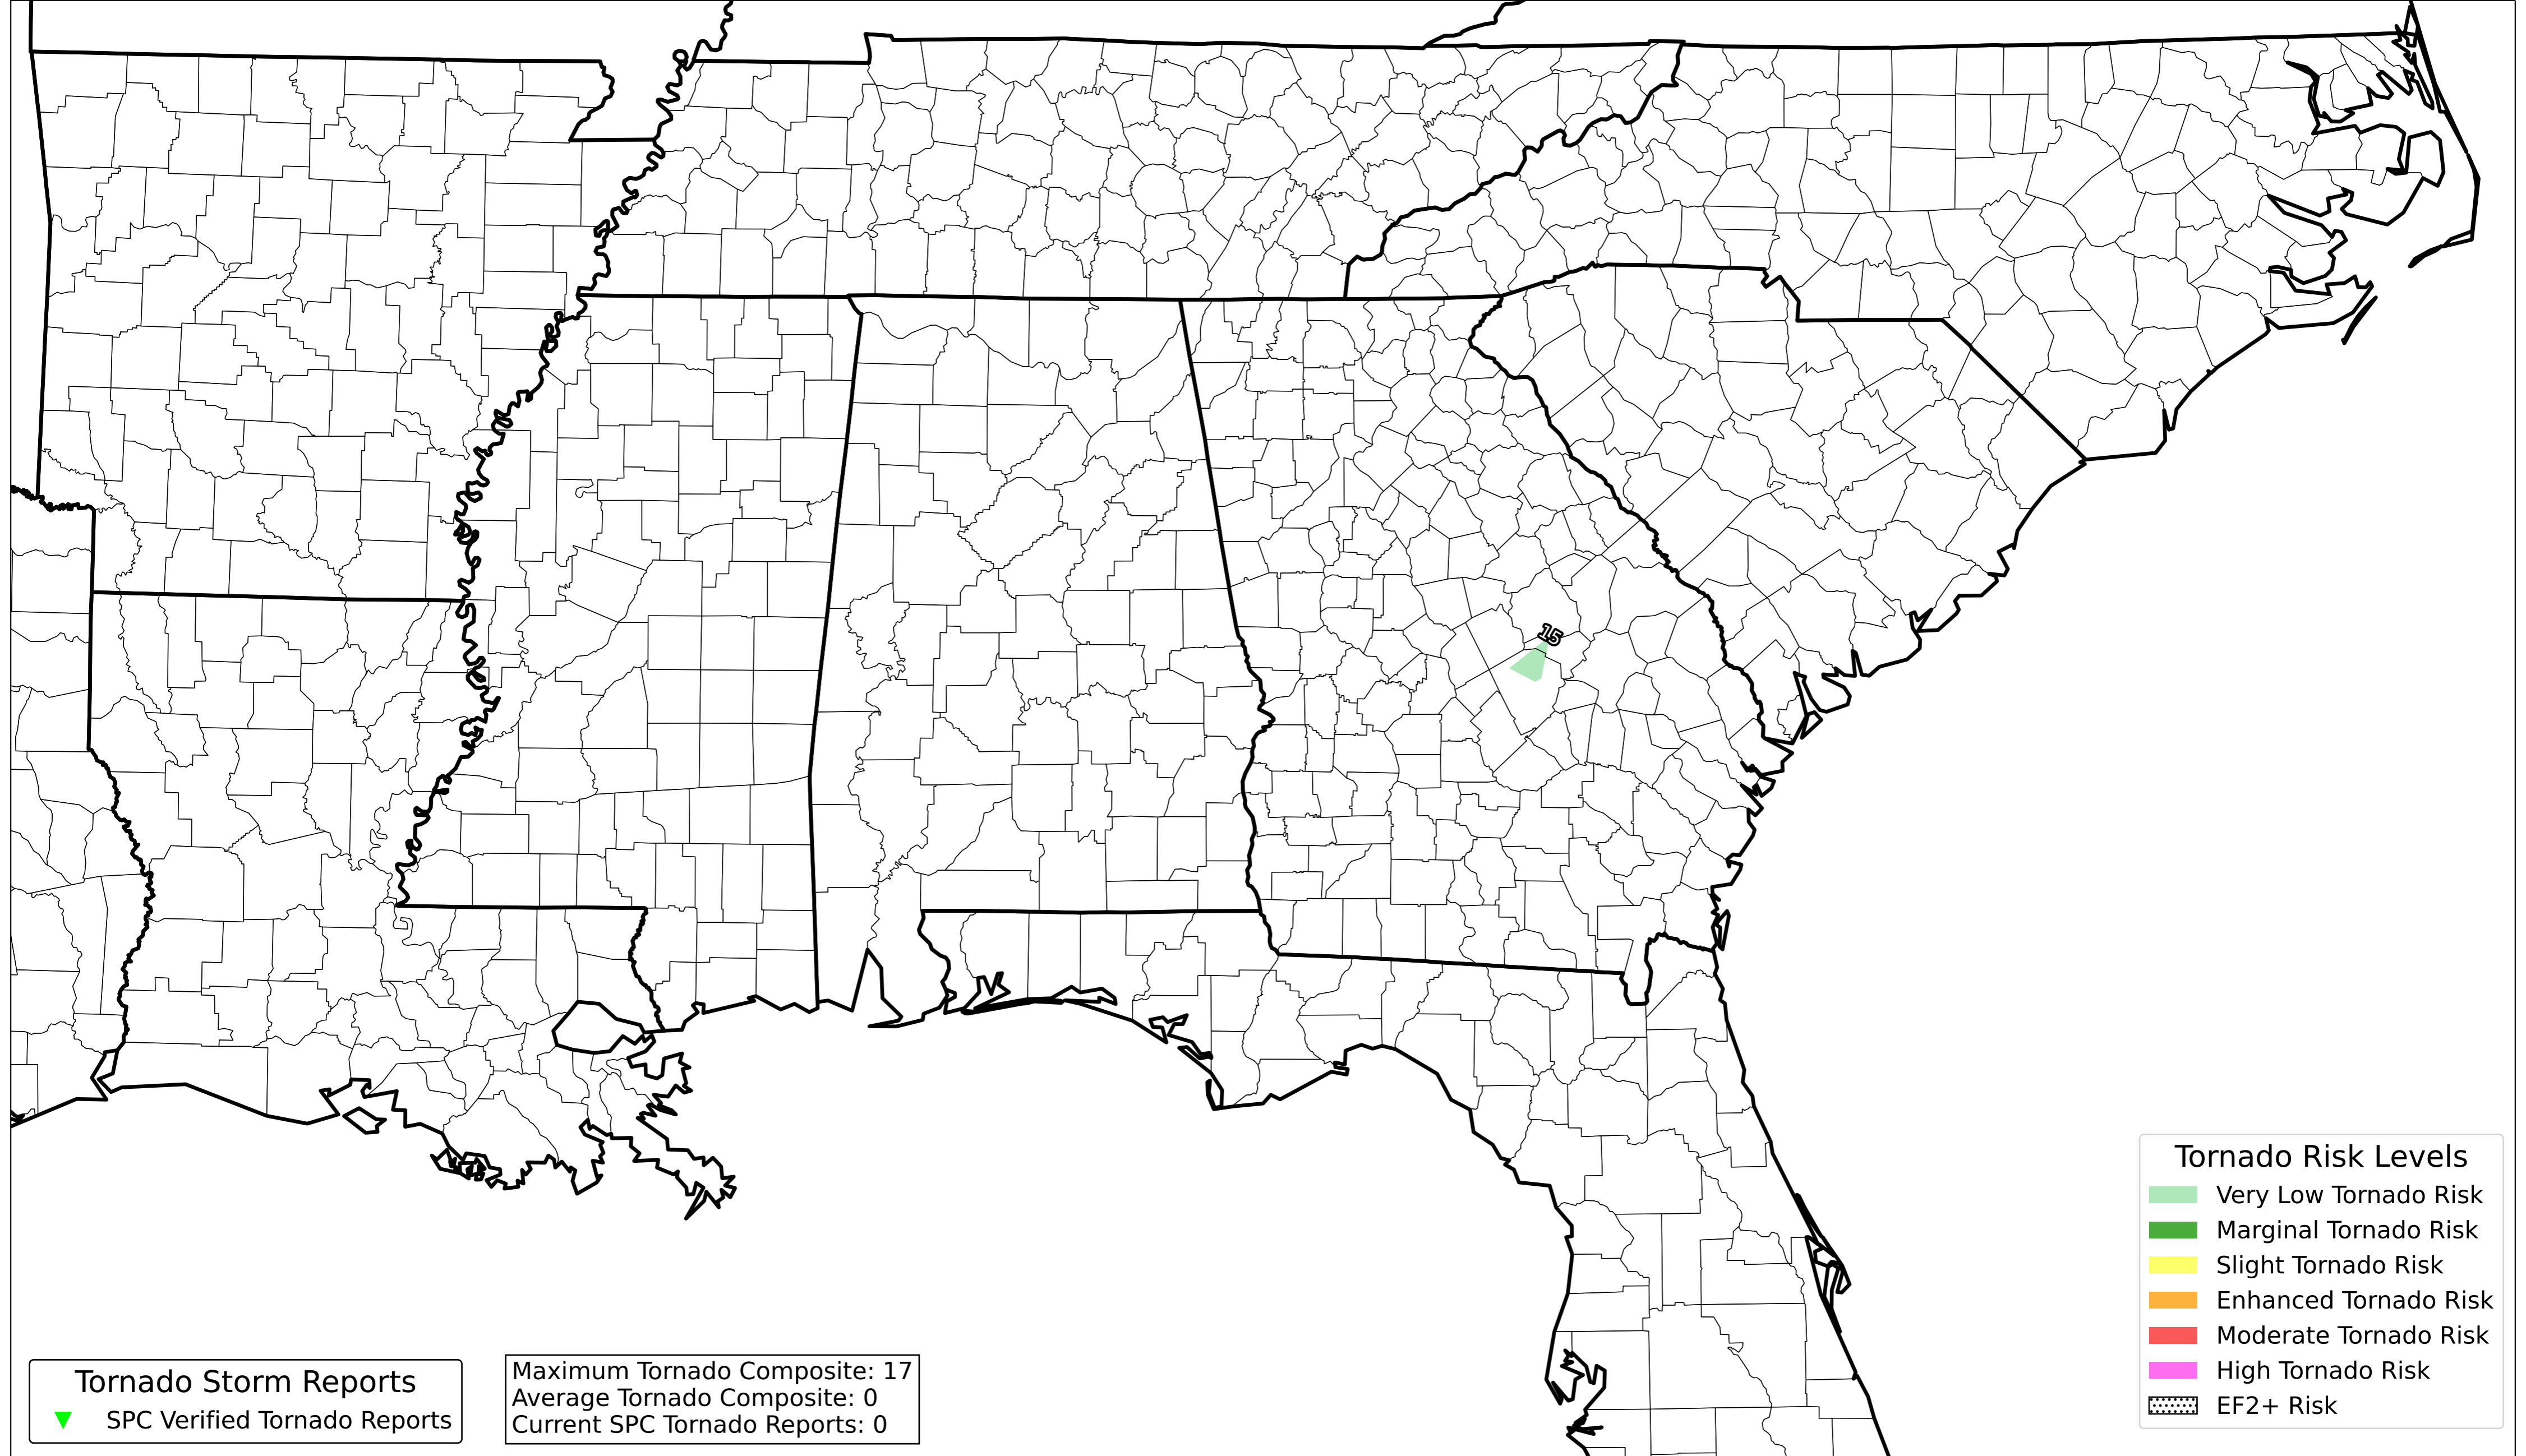 15
Tornado Risk Levels
Very Low Tornado Risk
Marginal Tornado Risk
Slight Tornado Risk
Enhanced Tornado Risk
Moderate Tornado Risk
High Tornado Risk
EF2+ Risk
Tornado Storm Reports
SPC Verified Tornado Reports
Maximum Tornado Composite: 17
Average Tornado Composite: 0
Current SPC Tornado Reports: 0